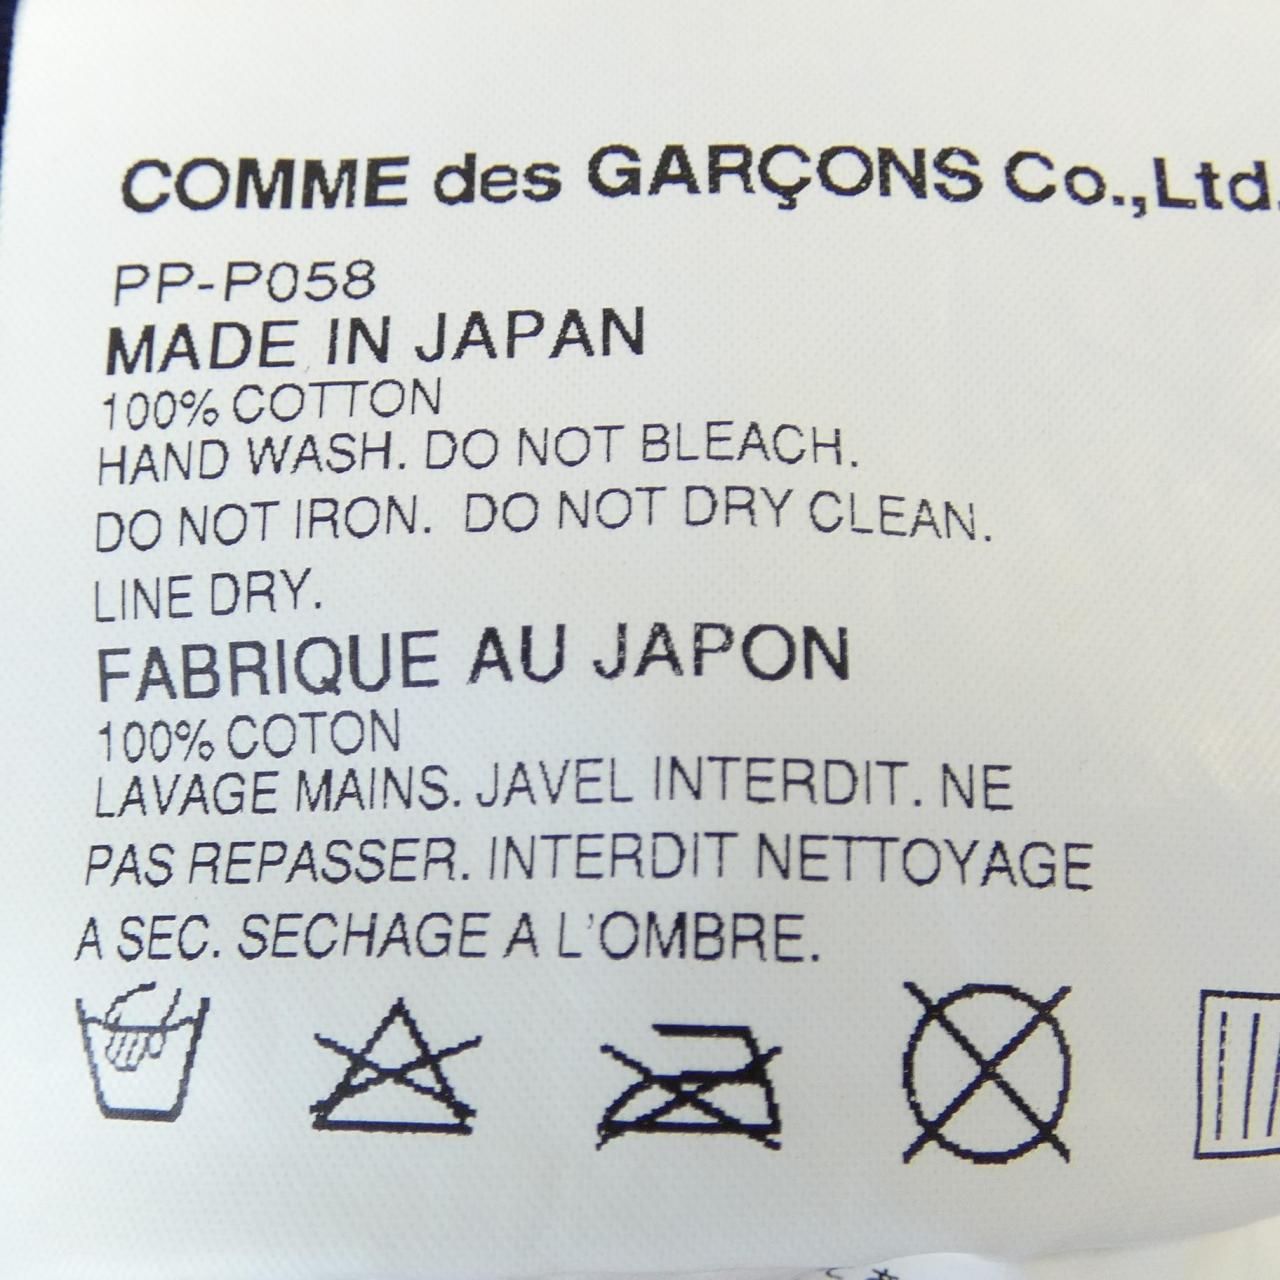 COMME des GARÇONS Co.,Ltd.
PP-P058
MADE IN JAPAN
100% COTTON
HAND WASH. DO NOT BLEACH.
DO NOT IRON. DO NOT DRY CLEAN.
LINE DRY.
FABRIQUE AU JAPON
100% COTON
LAVAGE MAINS. JAVEL INTERDIT. NE
PAS REPASSER. INTERDIT NETTOYAGE
A SEC. SECHAGE A L'OMBRE.